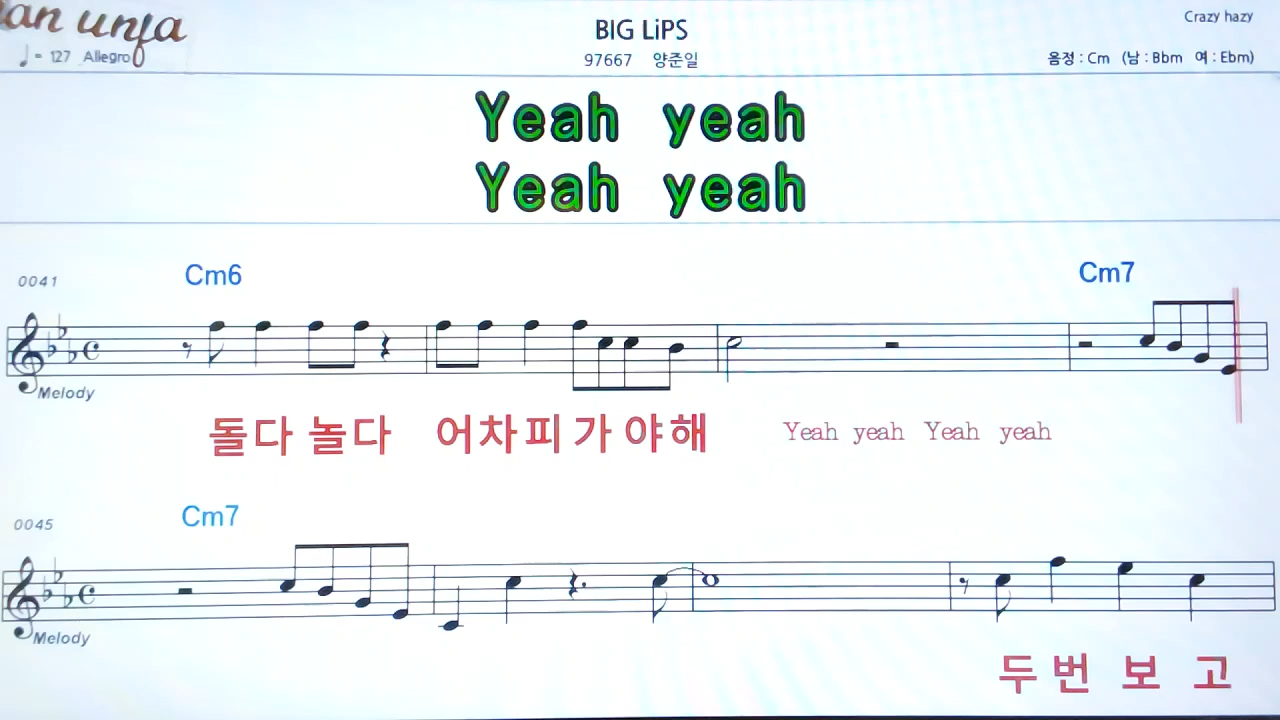 BIG LiPS
Crazy hazy
♩= 127 Allegro
97667 양준일
음정 : Cm (남 : Bbm 여 : Ebm)
Yeah yeah
Yeah yeah
0041
Cm6
Cm7
Melody
돌다 놀다 어차피가야해 Yeah yeah Yeah yeah
0045
Cm7
Melody
두번 보고